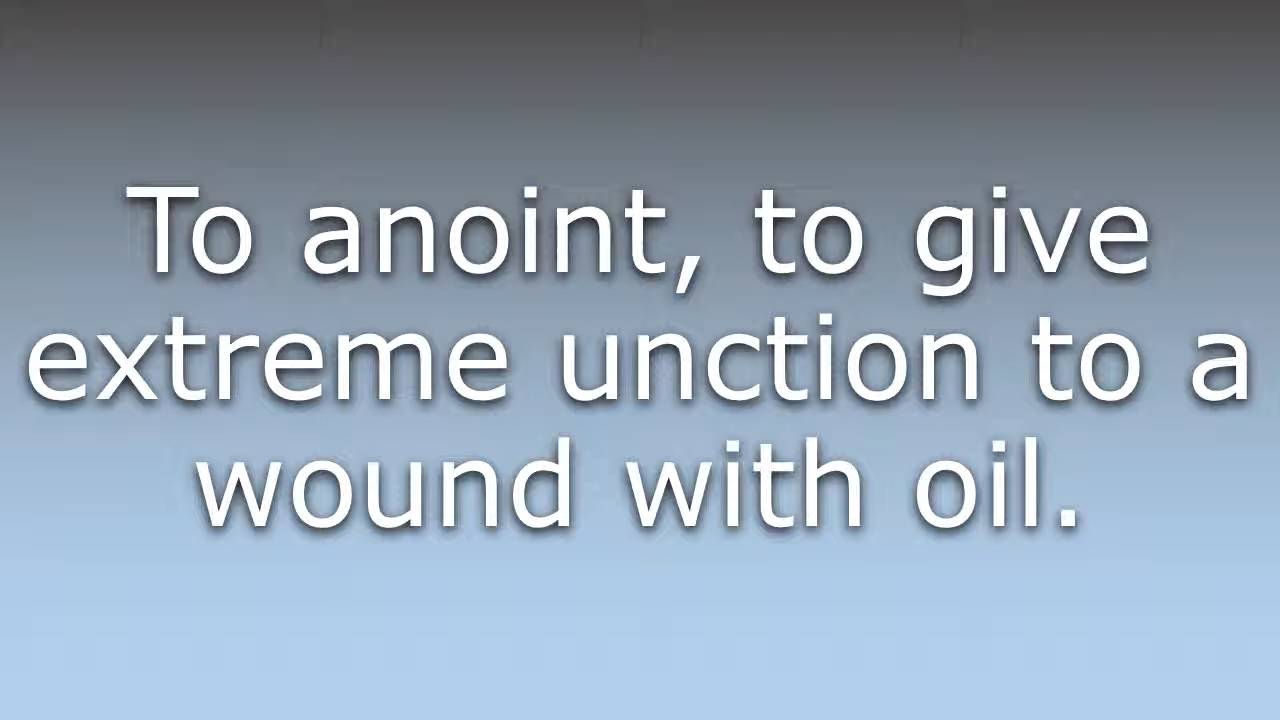 To anoint, to give
extreme unction to a
wound with oil.